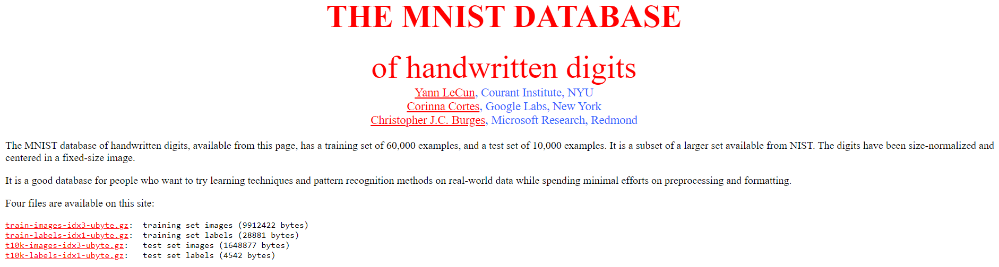 THE MNIST DATABASE
of handwritten digits
Yann LeCun, Courant Institute, NYU
Corinna Cortes, Google Labs, New York
Christopher J.C. Burges, Microsoft Research, Redmond
The MNIST database of handwritten digits, available from this page, has a training set of 60,000 examples, and a test set of 10,000 examples. It is a subset of a larger set available from NIST. The digits have been size-normalized and
centered in a fixed-size image.
It is a good database for people who want to try learning techniques and pattern recognition methods on real-world data while spending minimal efforts on preprocessing and formatting.
Four files are available on this site:
train-images-idx3-ubyte.gz:  training set images (9912422 bytes)
train-labels-idx1-ubyte.gz:  training set labels (28881 bytes)
t10k-images-idx3-ubyte.gz:   test set images (1648877 bytes)
t10k-labels-idx1-ubyte.gz:   test set labels (4542 bytes)